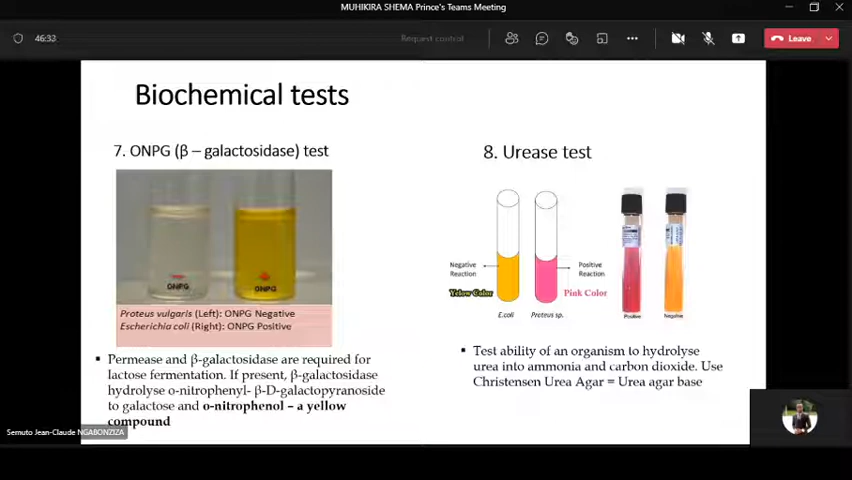 MUHIKIRA SHEMA Prince's Teams Meeting
46:33
Request control
Leave
Biochemical tests
7. ONPG (β – galactosidase) test
ONPG
ONPG
Proteus vulgaris (Left): ONPG Negative
Escherichia coli (Right): ONPG Positive
▪ Permease and β-galactosidase are required for
lactose fermentation. If present, β-galactosidase
hydrolyse o-nitrophenyl- β-D-galactopyranoside
to galactose and o-nitrophenol – a yellow
compound
8. Urease test
Negative
Reaction
Yellow Color
Positive
Reaction
Pink Color
E.coli
Proteus sp.
Positive
Negative
▪ Test ability of an organism to hydrolyse
urea into ammonia and carbon dioxide. Use
Christensen Urea Agar = Urea agar base
Semuto Jean-Claude NGABONZIZA